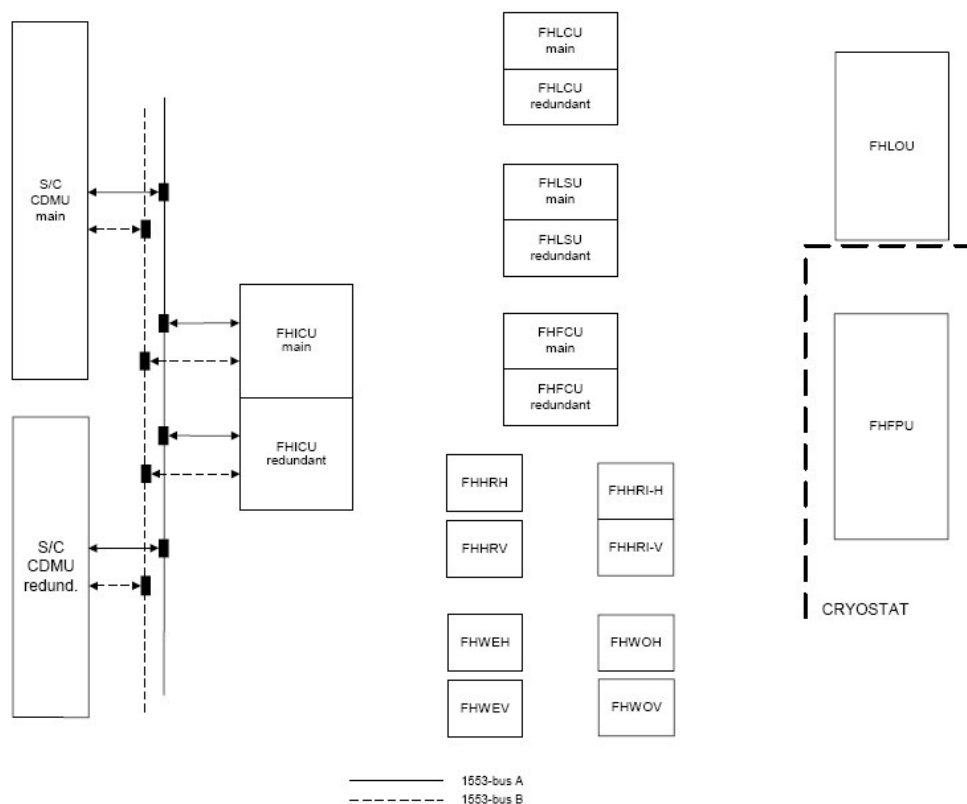 S/C
CDMU
main
S/C
CDMU
redund.
FHICU
main
FHICU
redundant
FHLCU
main
FHLCU
redundant
FHLSU
main
FHLSU
redundant
FHFCU
main
FHFCU
redundant
FHHRH
FHHRV
FHHRI-H
FHHRI-V
FHWEH
FHWEV
FHWOH
FHWOV
FHLOU
FHFPU
CRYOSTAT
1553-bus A
1553-bus B